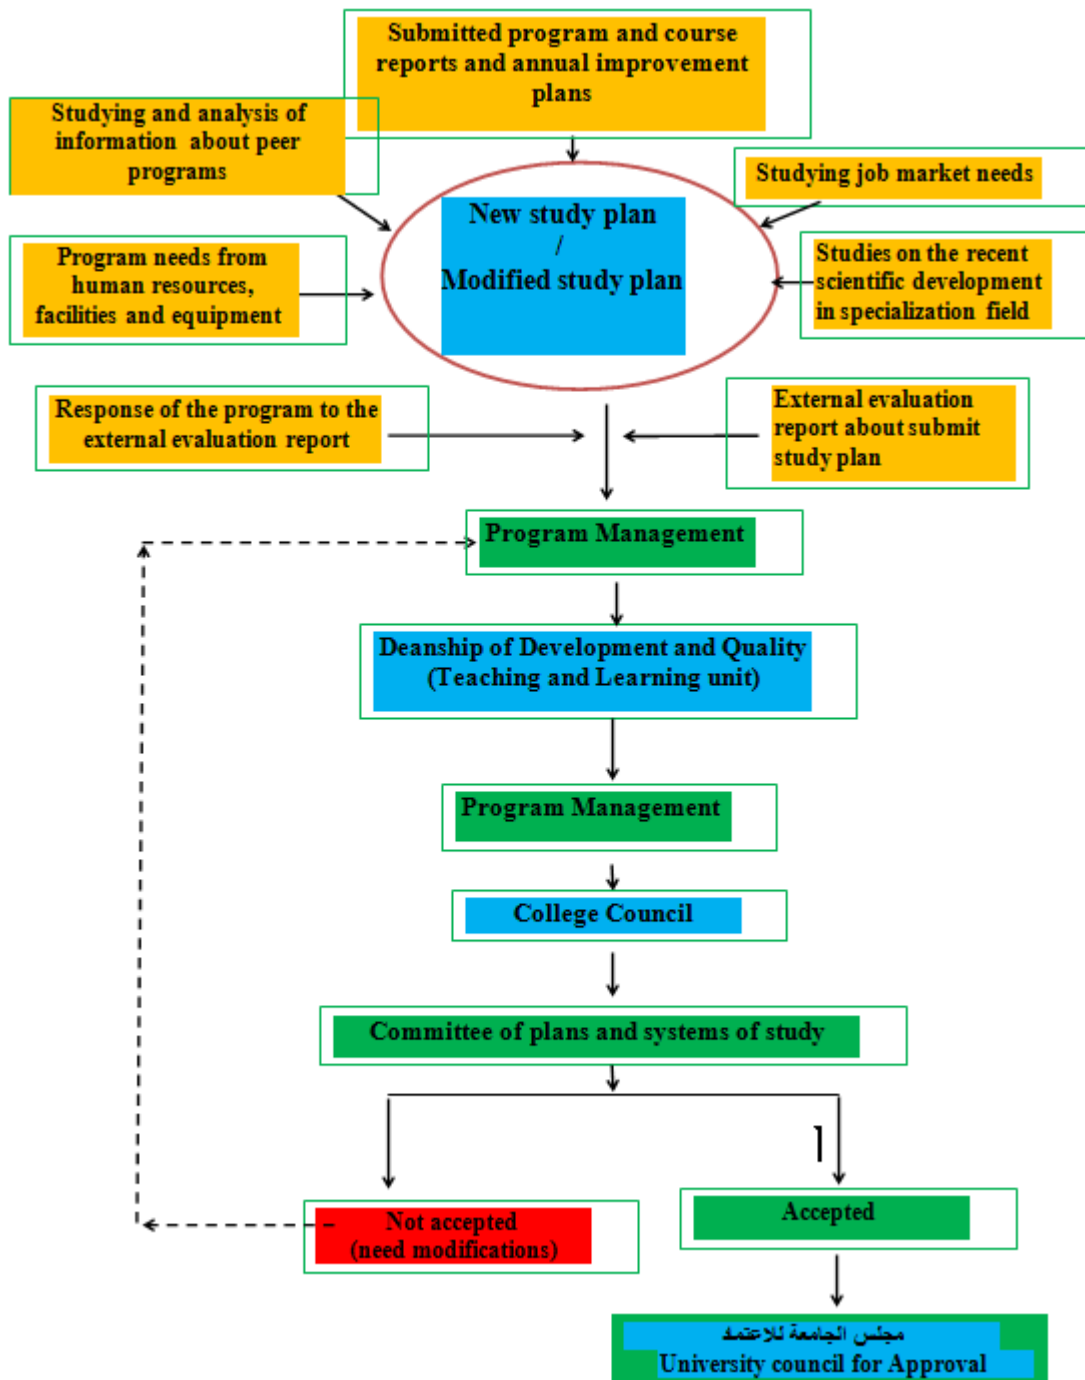 Submitted program and course
reports and annual improvement
plans
Studying and analysis of
information about peer
programs
Studying job market needs
New study plan
/
Modified study plan
Program needs from
human resources,
facilities and equipment
Studies on the recent
scientific development
in specialization field
Response of the program to the
external evaluation report
External evaluation
report about submit
study plan
Program Management
Deanship of Development and Quality
(Teaching and Learning unit)
Program Management
College Council
Committee of plans and systems of study
Not accepted
(need modifications)
Accepted
مجلس الجامعة للاعتماد
University council for Approval